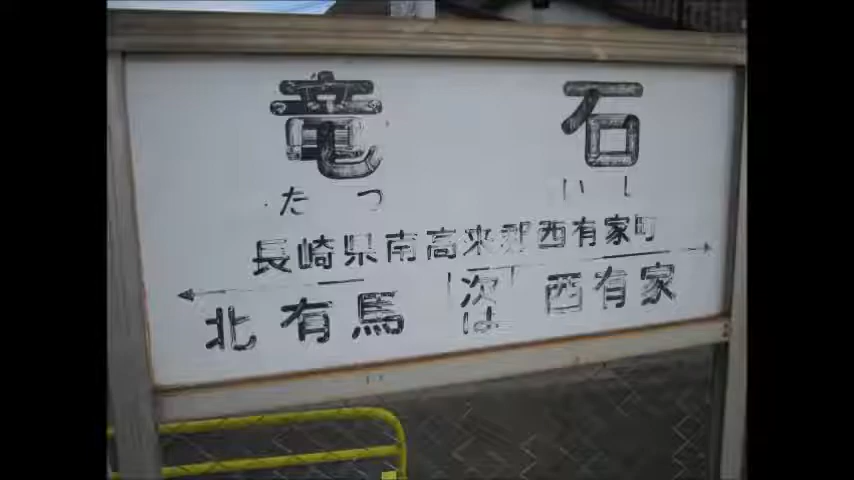 竜石
たついし
長崎県南高来郡西有家町
北有馬 次は 西有家